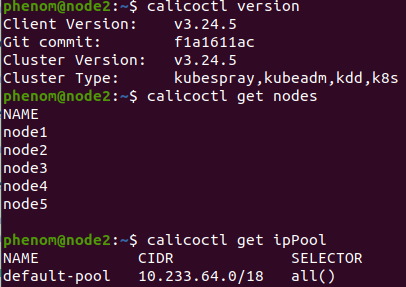 phenom@node2:~$ calicoctl version
Client Version:    v3.24.5
Git commit:        f1a1611ac
Cluster Version:   v3.24.5
Cluster Type:      kubespray,kubeadm,kdd,k8s
phenom@node2:~$ calicoctl get nodes
NAME
node1
node2
node3
node4
node5
phenom@node2:~$ calicoctl get ipPool
NAME           CIDR             SELECTOR
default-pool   10.233.64.0/18   all()